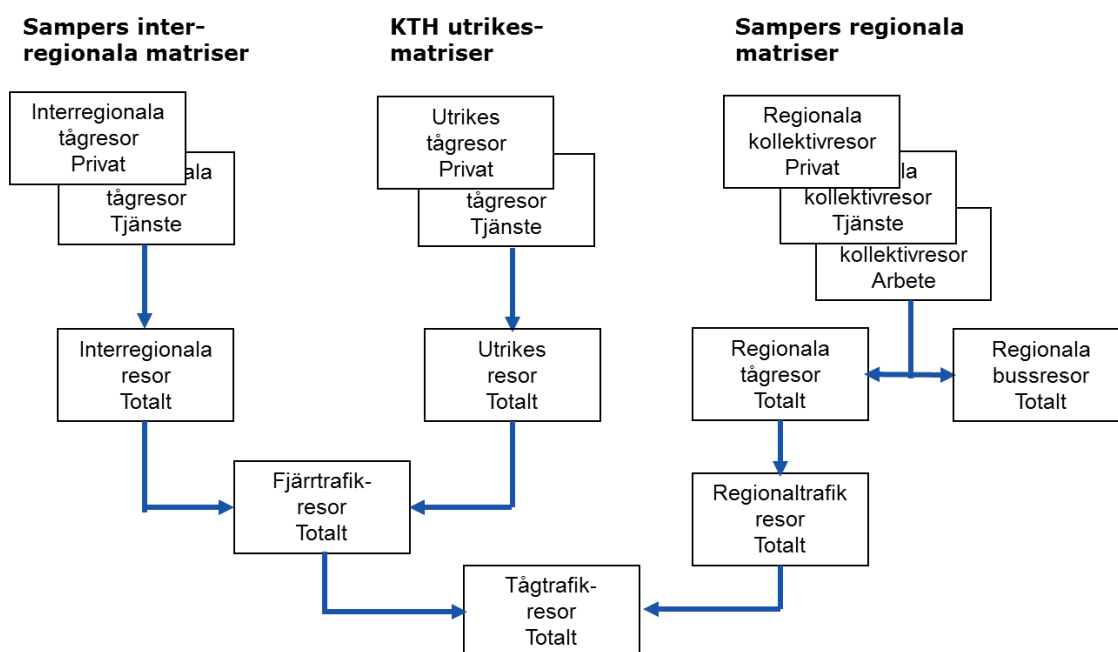 Sampers inter-
regionala matriser
KTH utrikes-
matriser
Sampers regionala
matriser
Interregionala
tågresor
Privat
ala
tågresor
Tjänste
Utrikes
tågresor
Privat
tågresor
Tjänste
Regionala
kollektivresor
Privat
la
kollektivresor
Tjänste
kollektivresor
Arbete
Interregionala
resor
Totalt
Utrikes
resor
Totalt
Regionala
tågresor
Totalt
Regionala
bussresor
Totalt
Fjärrtrafik-
resor
Totalt
Regionaltrafik
resor
Totalt
Tågtrafik-
resor
Totalt